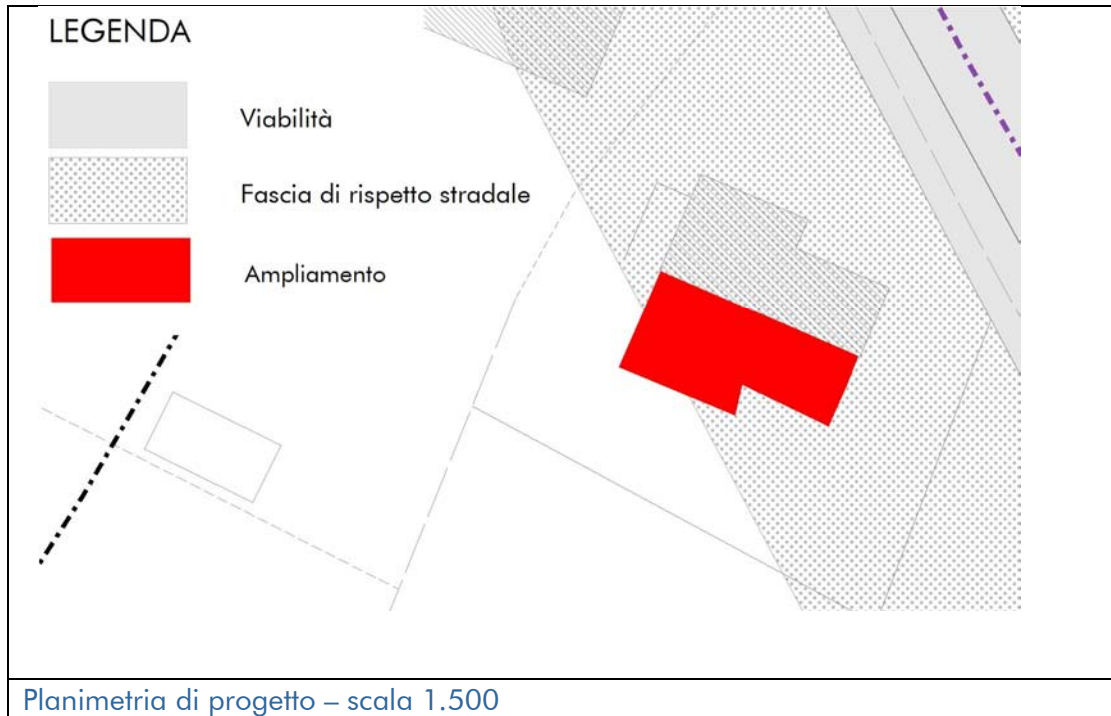 LEGENDA
Viabilità
Fascia di rispetto stradale
Ampliamento
Planimetria di progetto – scala 1.500